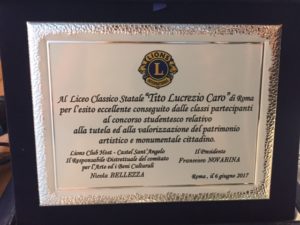 LIONS
Al Liceo Classico Statale "Tito Lucrezio Caro" di Roma
per l'esito eccellente conseguito dalle classi partecipanti
al concorso studentesco relativo
alla tutela ed alla valorizzazione del patrimonio
artistico e monumentale cittadino.
Lions Club Host - Castel Sant'Angelo
Il Presidente
Il Responsabile Distrettuale del comitato
Francesco NOVARINA
per l'Arte ed i Beni Culturali
Nicola BELLEZZA
Roma, il 6 giugno 2017